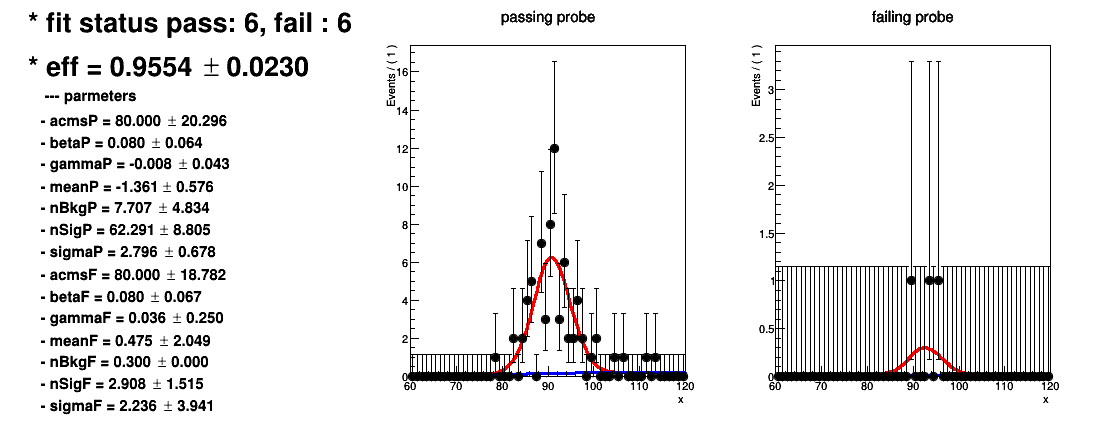 * fit status pass: 6, fail : 6
* eff = 0.9554 ± 0.0230
--- parmeters
- acmsP = 80.000 ± 20.296
- betaP = 0.080 ± 0.064
- gammaP = -0.008 ± 0.043
- meanP = -1.361 ± 0.576
- nBkgP = 7.707 ± 4.834
- nSigP = 62.291 ± 8.805
- sigmaP = 2.796 ± 0.678
- acmsF = 80.000 ± 18.782
- betaF = 0.080 ± 0.067
- gammaF = 0.036 ± 0.250
- meanF = 0.475 ± 2.049
- nBkgF = 0.300 ± 0.000
- nSigF = 2.908 ± 1.515
- sigmaF = 2.236 ± 3.941
passing probe
Events / ( 1 )
16
14
12
10
8
6
4
2
0
60 70 80 90 100 110 120
x
failing probe
Events / ( 1 )
3
2.5
2
1.5
1
0.5
0
60 70 80 90 100 110 120
x